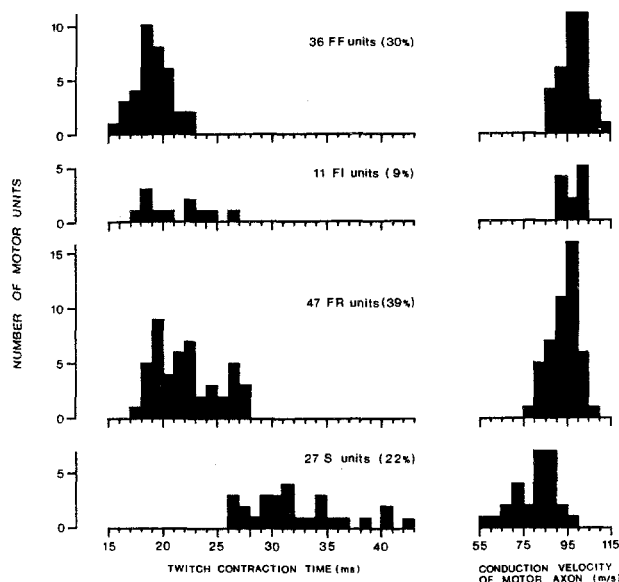 10
5
0
36 FF units (30%)
5
0
11 FI units (9%)
15
10
5
0
47 FR units (39%)
5
0
27 S units (22%)
NUMBER OF MOTOR UNITS
15 20 25 30 35 40
TWITCH CONTRACTION TIME (ms)
55 75 95 115
CONDUCTION VELOCITY
OF MOTOR AXON (m/s)